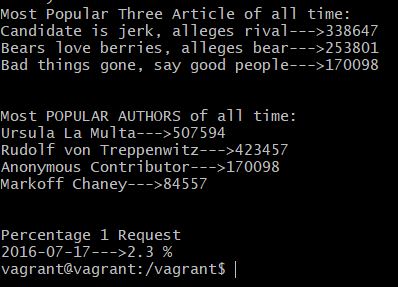 Most Popular Three Article of all time:
Candidate is jerk, alleges rival--->338647
Bears love berries, alleges bear--->253801
Bad things gone, say good people--->170098
Most POPULAR AUTHORS of all time:
Ursula La Multa--->507594
Rudolf von Treppenwitz--->423457
Anonymous Contributor--->170098
Markoff Chaney--->84557
Percentage 1 Request
2016-07-17--->2.3 %
vagrant@vagrant:/vagrant$